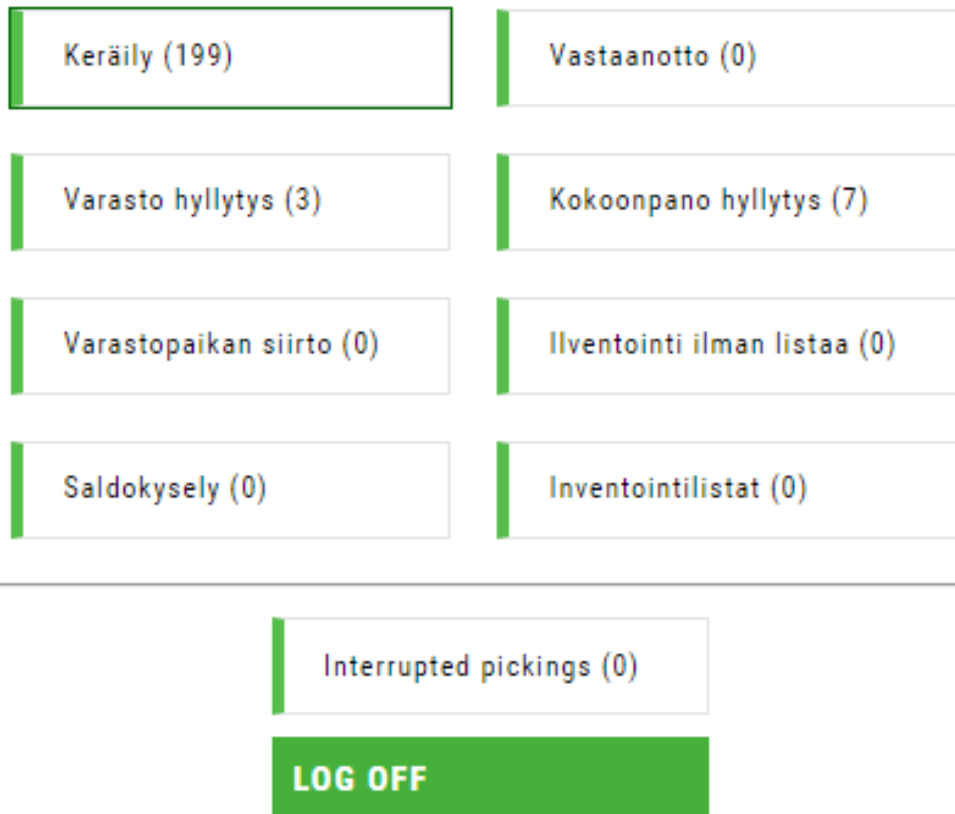 Keräily (199)
Vastaanotto (0)
Varasto hyllytys (3)
Kokoonpano hyllytys (7)
Varastopaikan siirto (0)
Ilventointi ilman listaa (0)
Saldokysely (0)
Inventointilistat (0)
Interrupted pickings (0)
LOG OFF